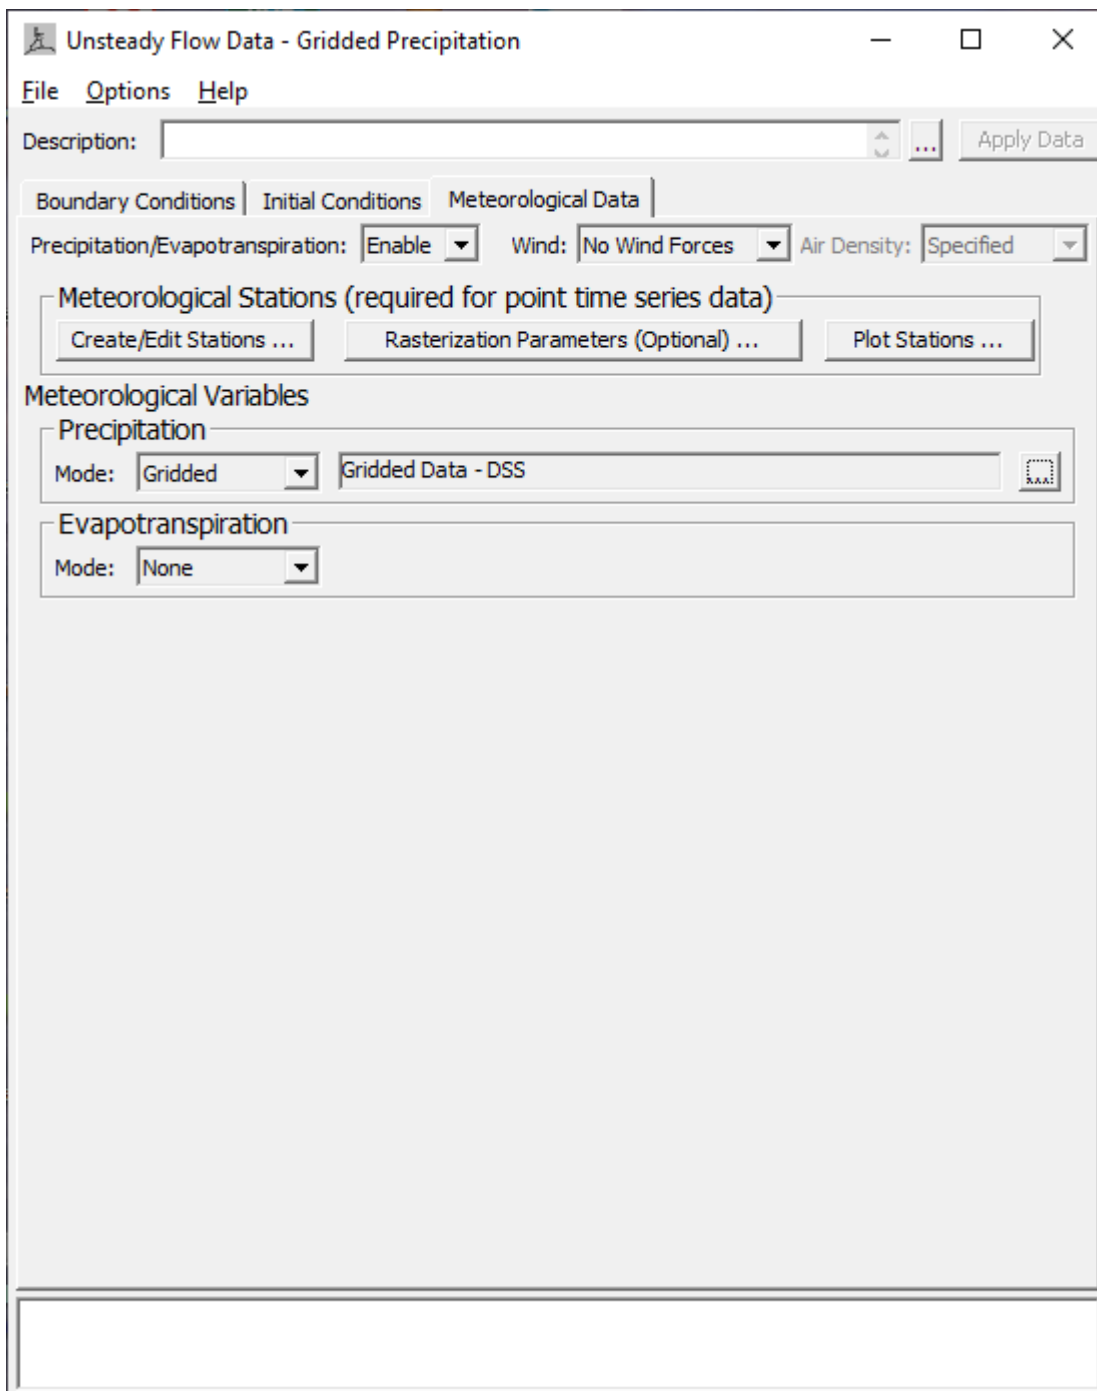 Unsteady Flow Data - Gridded Precipitation
File Options Help
Description: ... Apply Data
Boundary Conditions Initial Conditions Meteorological Data
Precipitation/Evapotranspiration: Enable Wind: No Wind Forces Air Density: Specified
Meteorological Stations (required for point time series data)
Create/Edit Stations ... Rasterization Parameters (Optional) ... Plot Stations ...
Meteorological Variables
Precipitation
Mode: Gridded Gridded Data - DSS ...
Evapotranspiration
Mode: None